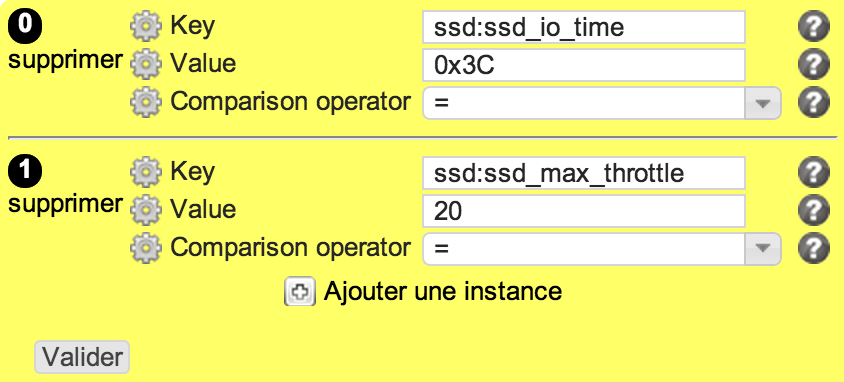 0 Key ssd:ssd_io_time ?
supprimer Value 0x3C ?
Comparison operator = ?
1 Key ssd:ssd_max_throttle ?
supprimer Value 20 ?
Comparison operator = ?
Ajouter une instance
Valider